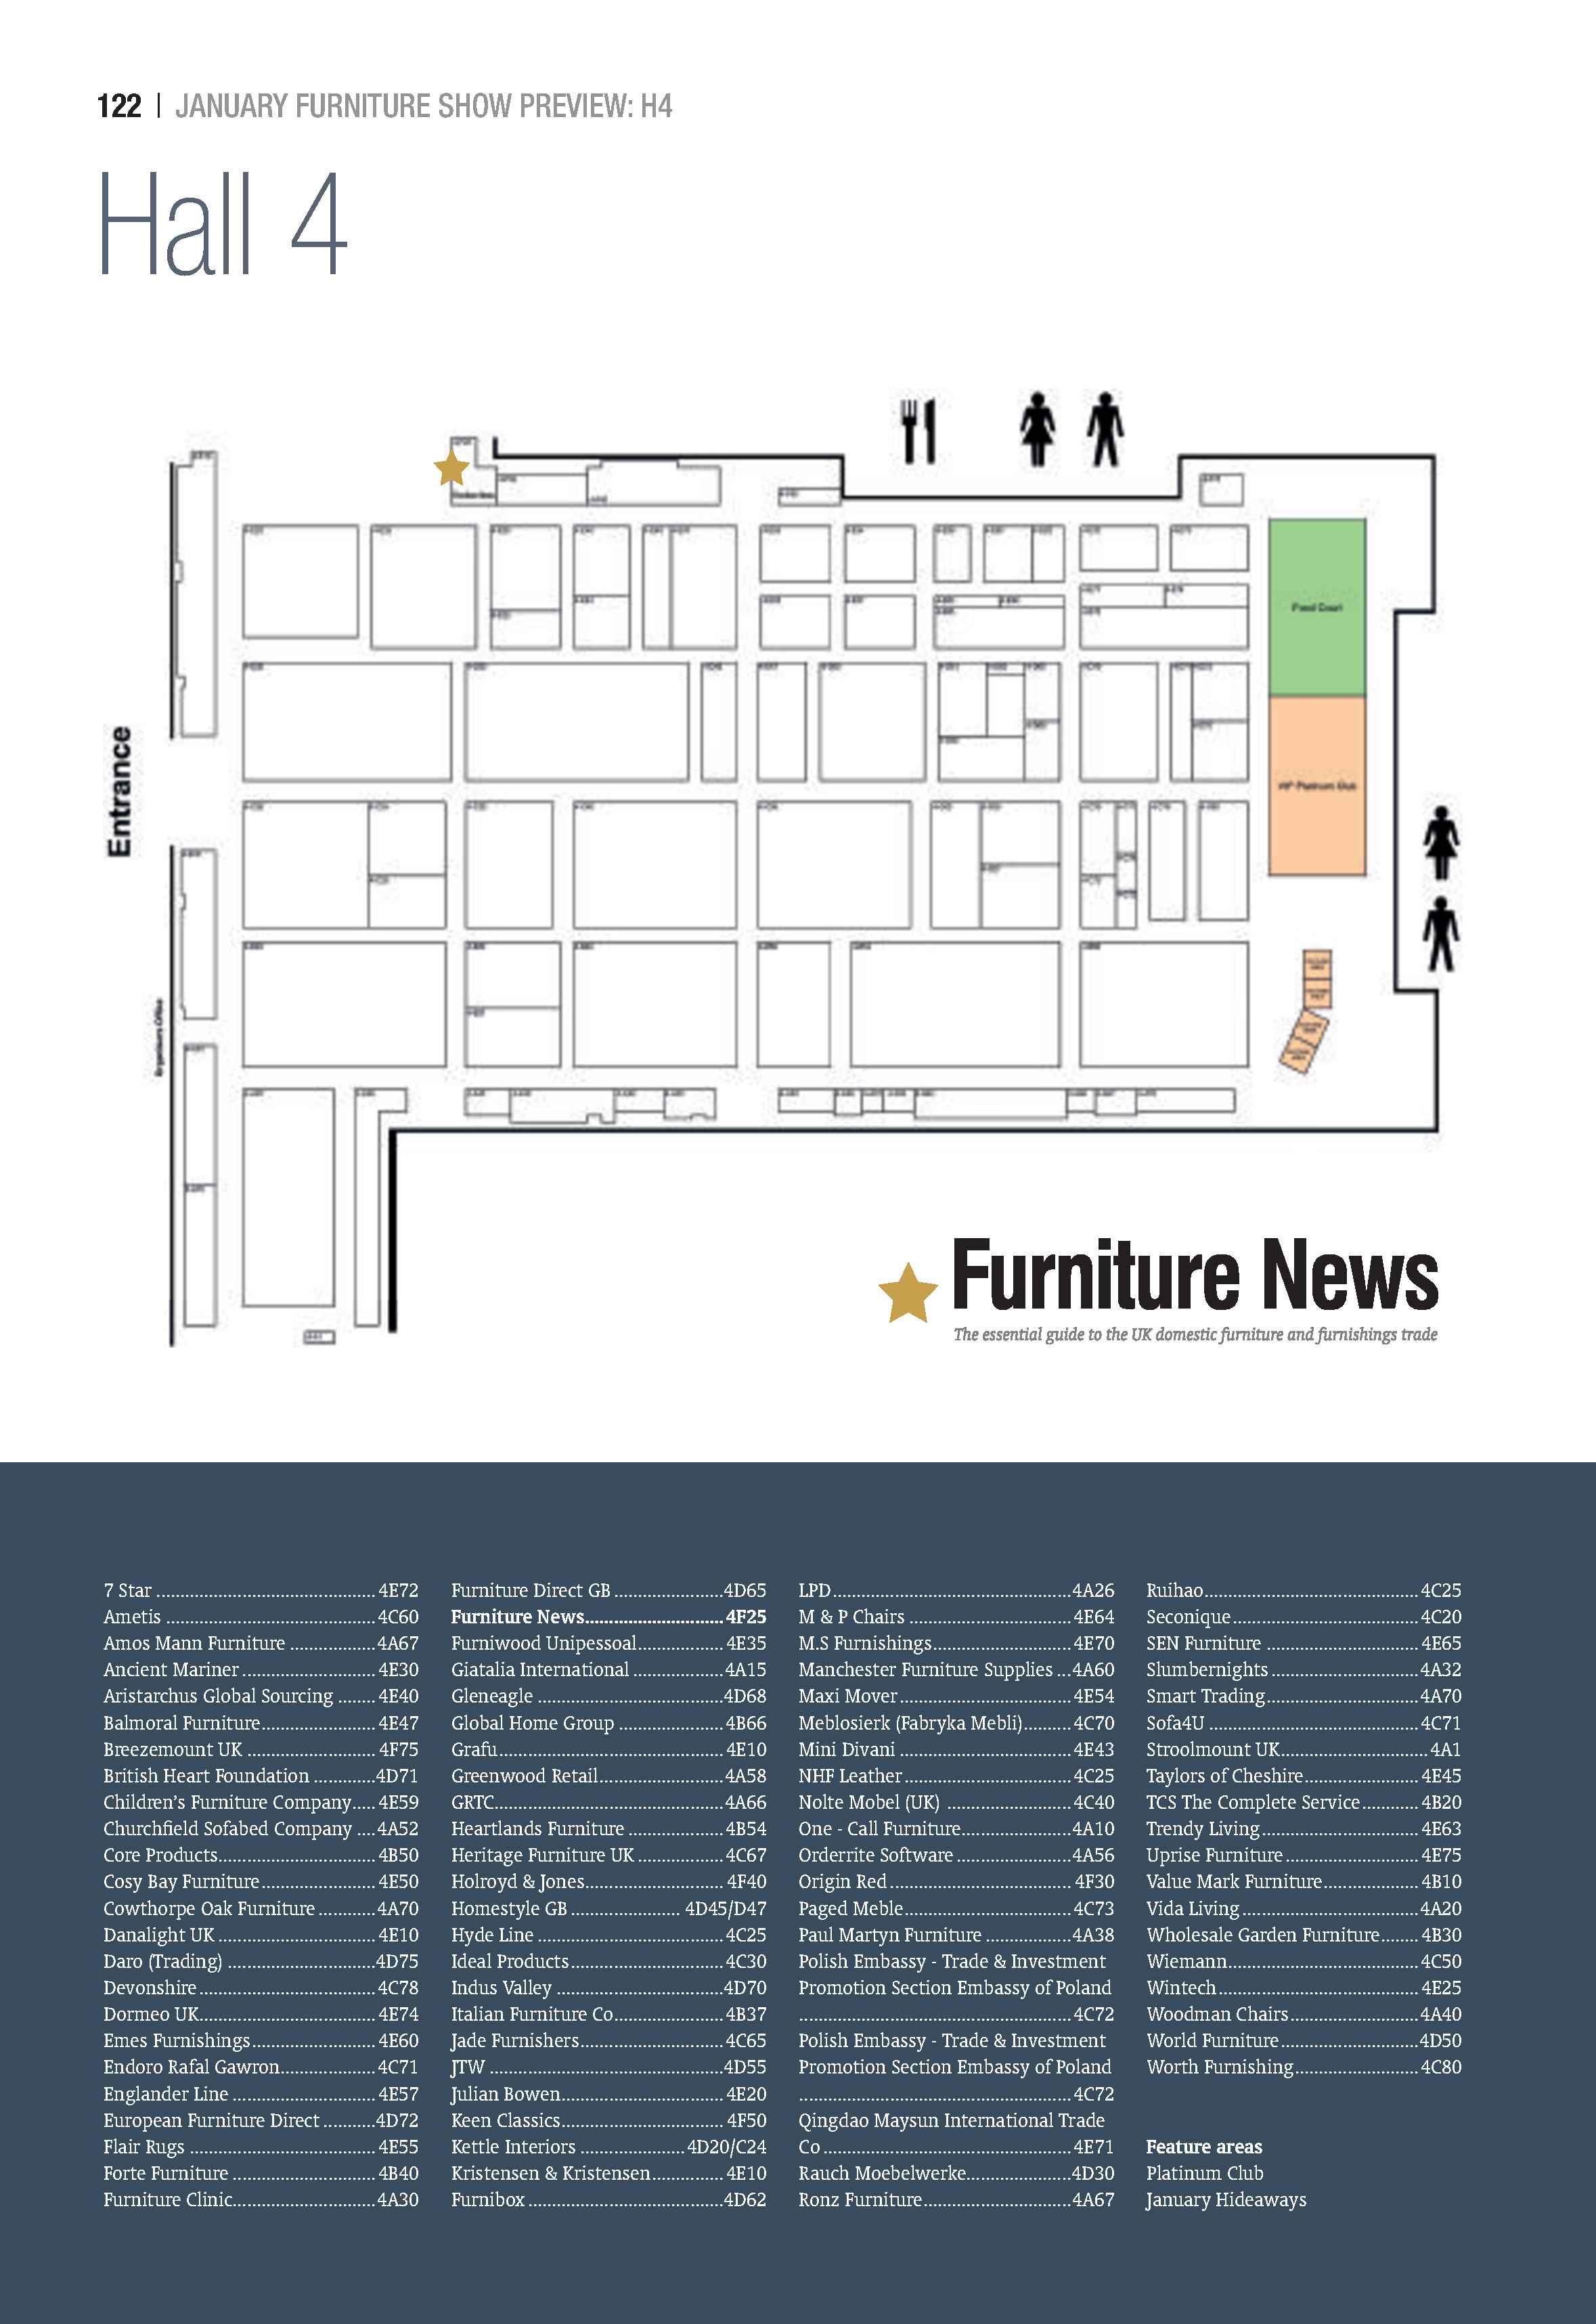 122 | JANUARY FURNITURE SHOW PREVIEW: H4
Hall 4
Entrance
Organisers Office
Food Court
VIP Platinum Club
Furniture News
The essential guide to the UK domestic furniture and furnishings trade
7 Star 4E72
Ametis 4C60
Amos Mann Furniture 4A67
Ancient Mariner 4E30
Aristarchus Global Sourcing 4E40
Balmoral Furniture 4E47
Breezemount UK 4F75
British Heart Foundation 4D71
Children’s Furniture Company 4E59
Churchfield Sofabed Company 4A52
Core Products 4B50
Cosy Bay Furniture 4E50
Cowthorpe Oak Furniture 4A70
Danalight UK 4E10
Daro (Trading) 4D75
Devonshire 4C78
Dormeo UK 4E74
Emes Furnishings 4E60
Endoro Rafal Gawron 4C71
Englander Line 4E57
European Furniture Direct 4D72
Flair Rugs 4E55
Forte Furniture 4B40
Furniture Clinic 4A30
Furniture Direct GB 4D65
Furniture News 4F25
Furniwood Unipessoal 4E35
Giatalia International 4A15
Gleneagle 4D68
Global Home Group 4B66
Grafu 4E10
Greenwood Retail 4A58
GRTC 4A66
Heartlands Furniture 4B54
Heritage Furniture UK 4C67
Holroyd & Jones 4F40
Homestyle GB 4D45/D47
Hyde Line 4C25
Ideal Products 4C30
Indus Valley 4D70
Italian Furniture Co 4B37
Jade Furnishers 4C65
JTW 4D55
Julian Bowen 4E20
Keen Classics 4F50
Kettle Interiors 4D20/C24
Kristensen & Kristensen 4E10
Furnibox 4D62
LPD 4A26
M & P Chairs 4E64
M.S Furnishings 4E70
Manchester Furniture Supplies 4A60
Maxi Mover 4E54
Meblosierk (Fabryka Mebli) 4C70
Mini Divani 4E43
NHF Leather 4C25
Nolte Mobel (UK) 4C40
One - Call Furniture 4A10
Orderrite Software 4A56
Origin Red 4F30
Paged Meble 4C73
Paul Martyn Furniture 4A38
Polish Embassy - Trade & Investment
Promotion Section Embassy of Poland
4C72
Polish Embassy - Trade & Investment
Promotion Section Embassy of Poland
4C72
Qingdao Maysun International Trade
Co 4E71
Rauch Moebelwerke 4D30
Ronz Furniture 4A67
Ruihao 4C25
Seconique 4C20
SEN Furniture 4E65
Slumbernights 4A32
Smart Trading 4A70
Sofa4U 4C71
Stroolmount UK 4A1
Taylors of Cheshire 4E45
TCS The Complete Service 4B20
Trendy Living 4E63
Uprise Furniture 4E75
Value Mark Furniture 4B10
Vida Living 4A20
Wholesale Garden Furniture 4B30
Wiemann 4C50
Wintech 4E25
Woodman Chairs 4A40
World Furniture 4D50
Worth Furnishing 4C80
Feature areas
Platinum Club
January Hideaways